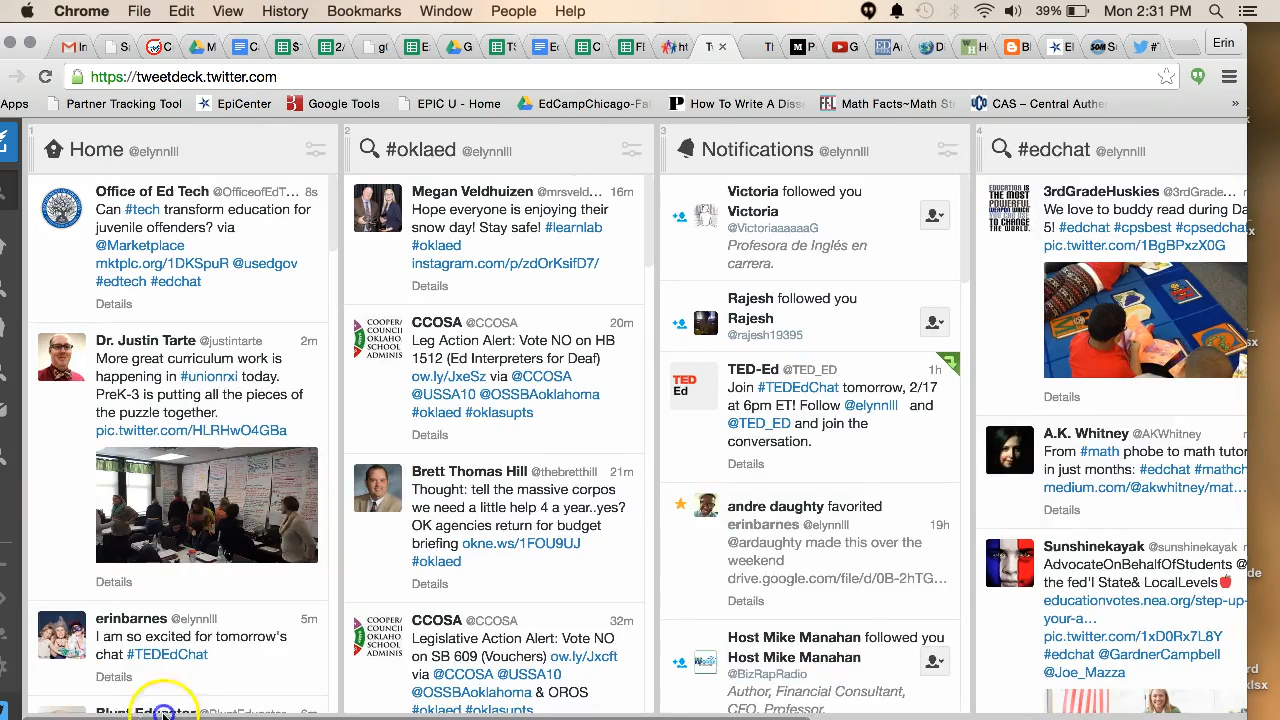 Chrome File Edit View History Bookmarks Window People Help 39% Mon 2:31 PM
Erin
https://tweetdeck.twitter.com
Apps Partner Tracking Tool EpiCenter Google Tools EPIC U - Home EdCampChicago-Fal How To Write A Disse Math Facts~Math St CAS – Central Auther »
1 Home @elynnlll
Office of Ed Tech @OfficeofEdT... 8s
Can #tech transform education for
juvenile offenders? via
@Marketplace
mktplc.org/1DKSpuR @usedgov
#edtech #edchat
Details
Dr. Justin Tarte @justintarte 2m
More great curriculum work is
happening in #unionrxi today.
PreK-3 is putting all the pieces of
the puzzle together.
pic.twitter.com/HLRHwO4GBa
Details
erinbarnes @elynnlll 5m
I am so excited for tomorrow's
chat #TEDEdChat
Details
2 #oklaed @elynnlll
Megan Veldhuizen @mrsveld... 16m
Hope everyone is enjoying their
snow day! Stay safe! #learnlab
#oklaed
instagram.com/p/zdOrKsifD7/
Details
CCOSA @CCOSA 20m
Leg Action Alert: Vote NO on HB
1512 (Ed Interpreters for Deaf)
ow.ly/JxeSz via @CCOSA
@USSA10 @OSSBAoklahoma
#oklaed #oklasupts
Details
Brett Thomas Hill @thebretthill 21m
Thought: tell the massive corpos
we need a little help 4 a year..yes?
OK agencies return for budget
briefing okne.ws/1FOU9UJ
#oklaed
Details
CCOSA @CCOSA 32m
Legislative Action Alert: Vote NO
on SB 609 (Vouchers) ow.ly/Jxcft
via @CCOSA @USSA10
@OSSBAoklahoma & OROS
3 Notifications @elynnlll
Victoria followed you
Victoria
@VictoriaaaaaaG
Profesora de Inglés en
carrera.
Rajesh followed you
Rajesh
@rajesh19395
TED-Ed @TED_ED 1h
Join #TEDEdChat tomorrow, 2/17
at 6pm ET! Follow @elynnlll and
@TED_ED and join the
conversation.
Details
andre daughty favorited
erinbarnes @elynnlll 19h
@ardaughty made this over the
weekend
drive.google.com/file/d/0B-2hTG...
Details
Host Mike Manahan followed you
Host Mike Manahan
@BizRapRadio
Author, Financial Consultant,
4 #edchat @elynnlll
3rdGradeHuskies @3rdGrade...
We love to buddy read during Da
5! #edchat #cpsbest #cpsedcha
pic.twitter.com/1BgBPxzX0G
Details
A.K. Whitney @AKWhitney
From #math phobe to math tutor
in just months: #edchat #mathch
medium.com/@akwhitney/mat...
Details
Sunshinekayak @sunshinekayak
AdvocateOnBehalfOfStudents @
the fed'l State& LocalLevels
educationvotes.nea.org/step-up-
your-a...
pic.twitter.com/1xD0Rx7L8Y
#edchat @GardnerCampbell
@Joe_Mazza